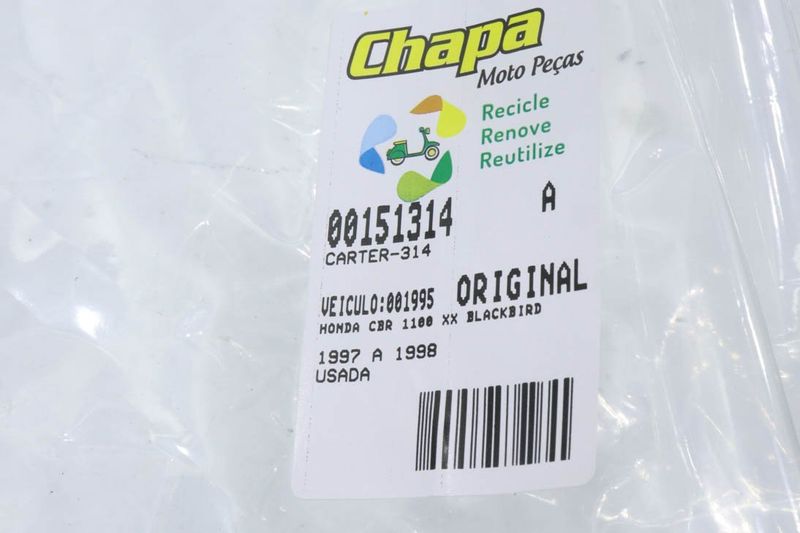 Chapa
Moto Peças
Recicle
Renove
Reutilize
00151314 A
CARTER-314
VEICULO:001995 ORIGINAL
HONDA CBR 1100 XX BLACKBIRD
1997 A 1998
USADA